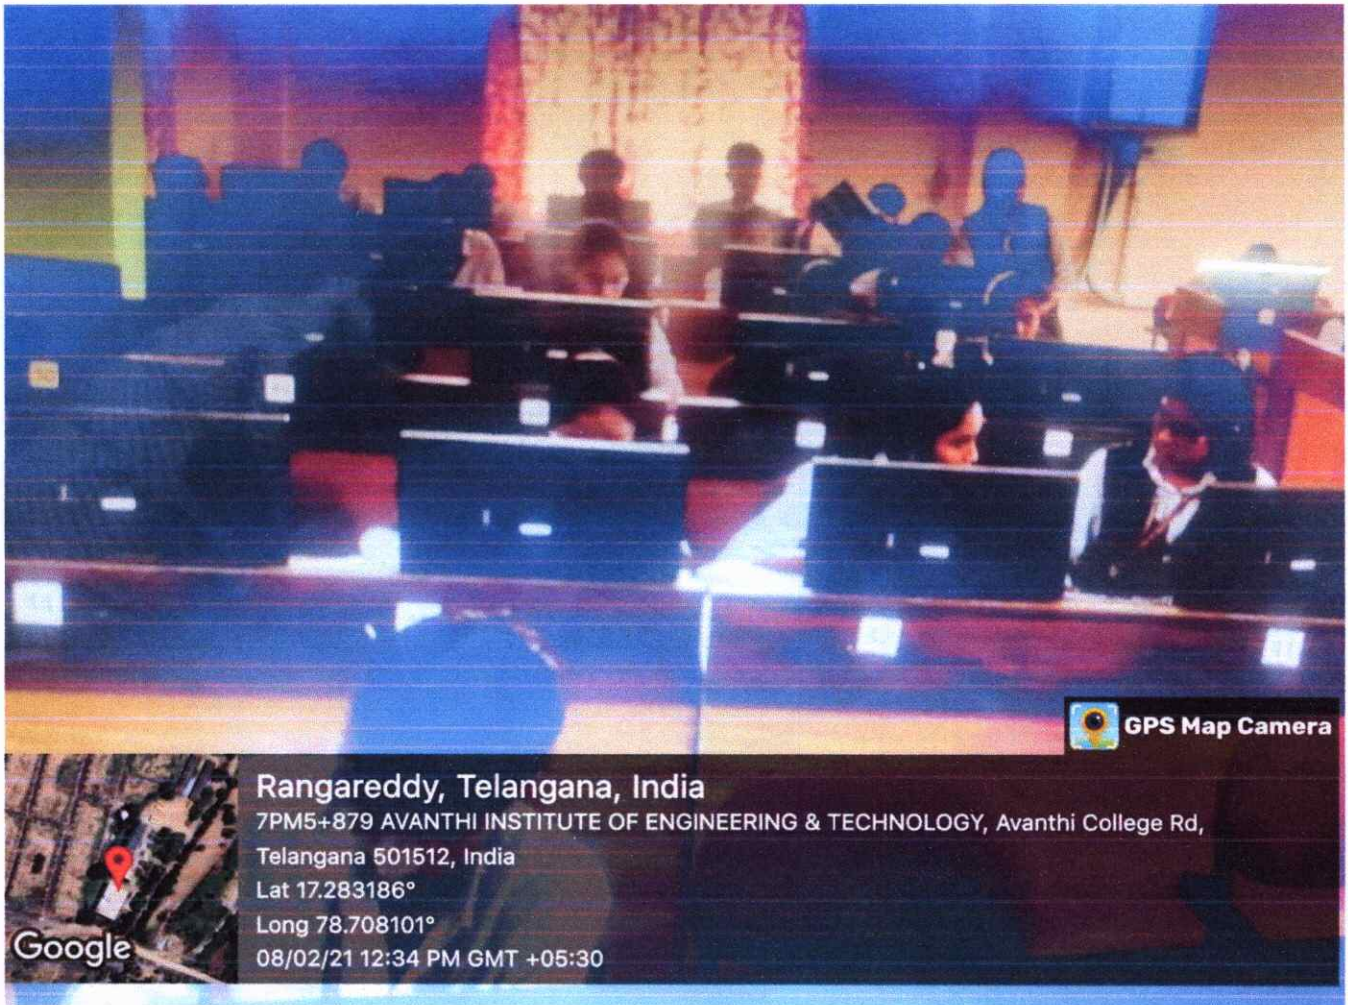 GPS Map Camera
Rangareddy, Telangana, India
7PM5+879 AVANTHI INSTITUTE OF ENGINEERING & TECHNOLOGY, Avanthi College Rd,
Telangana 501512, India
Lat 17.283186°
Long 78.708101°
08/02/21 12:34 PM GMT +05:30
Google